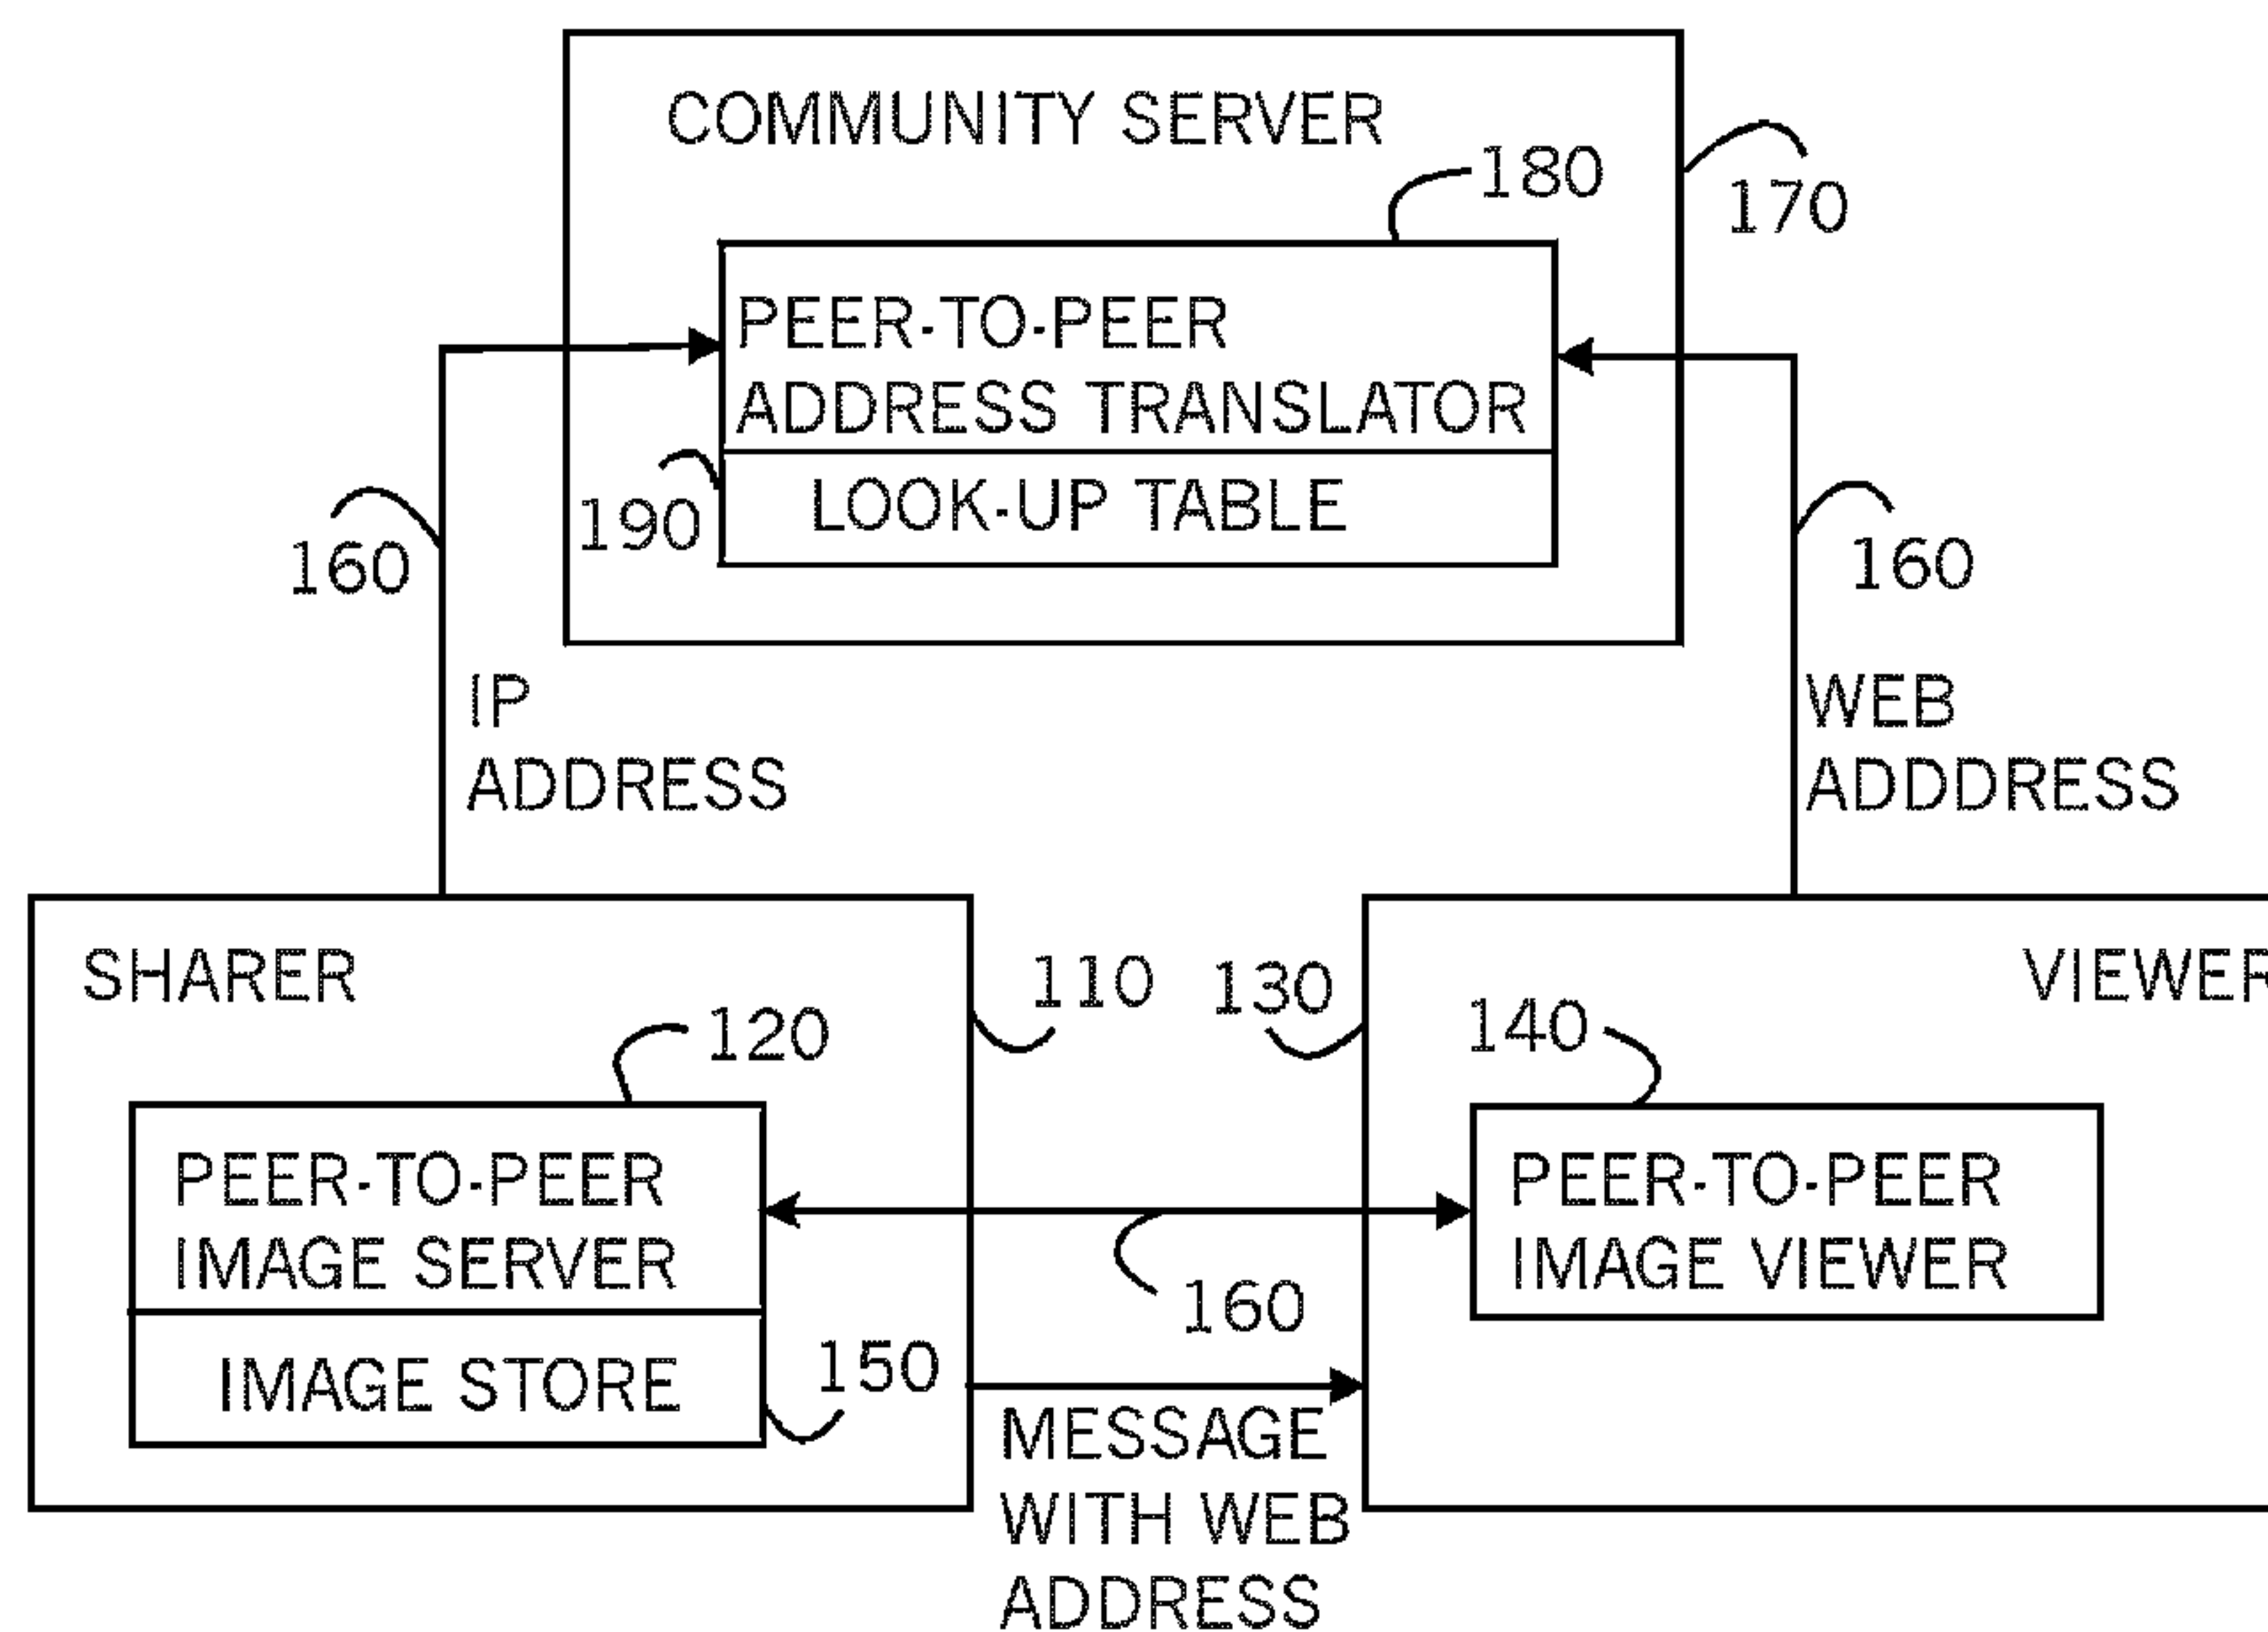 COMMUNITY SERVER
180
170
PEER-TO-PEER
ADDRESS TRANSLATOR
190
LOOK-UP TABLE
160
160
IP
ADDRESS
WEB
ADDDRESS
SHARER
110
130
VIEWER
120
140
PEER-TO-PEER
IMAGE SERVER
PEER-TO-PEER
IMAGE VIEWER
160
IMAGE STORE
150
MESSAGE
WITH WEB
ADDRESS